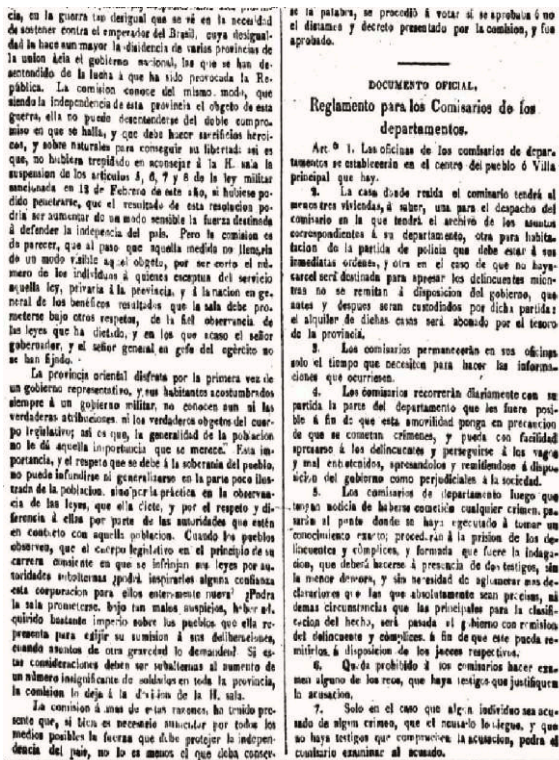 cia, en la guerra tan desigual que se vé en la necesidad
de sostener contra el emperador del Brasil, cuya desigual-
dad la hace aun mayor la disidencia de varias provincias de
la union ácia el gobierno nacional, las que se han de-
sentendido de la lucha á que ha sido provocada la Re-
pública. La comision conoce del mismo modo, que
siendo la independencia de esta provincia el obgeto de esta
guerra, ella no puede desentenderse del doble compro-
miso en que se halla, y que debe hacer sacrificios heroi-
cos, y sobre naturales para conseguir su libertad: asi es
que, no hubiera trepidado en aconsejar á la H. sala la
suspension de los articulos 5, 6, 7 y 8 de la ley militar
sancionada en 13 de Febrero de este año, si hubiese po-
dido penetrarse, que el resultado de esta resolucion po-
dria ser aumentar de un modo sensible la fuerza destinada
á defender la indepencia del pais. Pero la comision es
de parecer, que al paso que aquella medida no llenaria
de un modo visible aquel obgeto, por ser corto el nú-
mero de los individuos á quienes esceptua del servicio
aquella ley, privaria á la provincia, y á la nacion en ge-
neral de los benéficos resultados que la sala debe pro-
meterse bajo otros respetos, de la fiel observancia de
las leyes que ha dictado, y en los que acaso el señor
gobernador, y el señor general en gefe del egército no
se han fijado.
La provincia oriental disfruta por la primera vez de
un gobierno representativo, y sus habitantes acostumbrados
siempre á un gobierno militar, no conocen aun ni las
verdaderas atribuciones, ni los verdaderos obgetos del cuer-
po legislativo; asi es que, la generalidad de la poblacion
no le dá aquella importancia que se merece. Esta im-
portancia, y el respeto que se debe á la soberania del pueblo,
no puede infundirse ni generalizarse en la parte poco ilus-
trada de la poblacion, sino por la práctica en la observan-
cia de las leyes, que ella dicte, y por el respeto y di-
ferencia á ellas por parte de las autoridades que estén
en contacto con aquella poblacion. Cuando los pueblos
observen, que el cuerpo legislativo en el principio de su
carrera consiente en que se infrinjan sus leyes por au-
toridades subalternas ¿podrá inspirarles alguna confianza
esta corporacion para ellos enteramente nueva? ¿Podra
la sala prometerse, bajo tan malos auspicios, haber ad-
quirido bastante imperio sobre los pueblos que ella re-
presenta para exijir su sumision á sus deliberaciones,
cuando asuntos de otra gravedad lo demanden? Si es-
tas consideraciones deben ser subalternas al aumento de
un número insignificante de soldados en toda la provincia,
la comision lo deja á la decision de la H. sala.
La comision á mas de estas razones, ha tenido pre-
sente que, si bien es necesario aumentar por todos los
medios posibles la fuerza que debe protejer la indepen-
dencia del pais, no lo es menos el que deba conser-
se la palabra, se procedió á votar si se aprobaba ó no
el dictamen y decreto presentado por la comision, y fue
aprobado.
DOCUMENTO OFICIAL.
Reglamento para los Comisarios de los
departamentos.
Art.º 1. Las oficinas de los comisarios de depar-
tamentos se establecerán en el centro del pueblo ó Villa
principal que hay.
2. La casa donde resida el comisario tendrá al
menos tres viviendas, á saber, una para el despacho del
comisario en la que tendrá el archivo de los asuntos
correspondientes á su departamento, otra para habita-
tacion de la partida de policia que debe estar á sus
inmediatas ordenes, y otra en el caso de que no haya
carcel será destinada para apresar los delincuentes mien-
tras no se remitan á disposicion del gobierno, que
antes y despues seran custodiados por dicha partida:
el alquiler de dichas casas será abonado por el tesoro
de la provincia.
3. Los comisarios permanecerán en sus oficinas
solo el tiempo que necesiten para hacer las informa-
ciones que ocurriesen.
4. Los comisarios recorrerán diariamente con su
partida la parte del departamento que les fuere posi-
ble á fin de que esta amovilidad ponga en precaucion
de que se cometan crimenes, y pueda con facilidad
apresarse á los delincuentes y perseguirse á los vagos
y mal entretenidos, apresandolos y remitiendose á dispo-
sicion del gobierno como perjudiciales á la sociedad.
5. Los comisarios de departamento luego que
tengan noticia de haberse cometido cualquier crimen, pa-
sarán al punto donde se haya egecutado á tomar un
conocimiento exacto; procederán á la prision de los de-
lincuentes y cómplices, y formada que fuere la indaga-
cion, que deberá hacerse á presencia de dos testigos, sin
la menor demora, y sin necesidad de aglomerar mas de-
claraciones que las que absolutamente sean precisas, ni
demas circunstancias que las principales para la clasifi-
cacion del hecho, será pasada al gobierno con remision
del delincuente y cómplices, á fin de que este pueda re-
mitirlos á disposicion de los jueces respectivos.
6. Queda prohibido á los comisarios hacer exa-
men alguno de los reos, que haya testigos que justifiquen
la acusacion.
7. Solo en el caso que algun individuo sea acu-
sado de algun crimen, que el acusado lo niegue, y que
no haya testigos que comprueben la acusacion, podra el
comisario examinar al acusado.